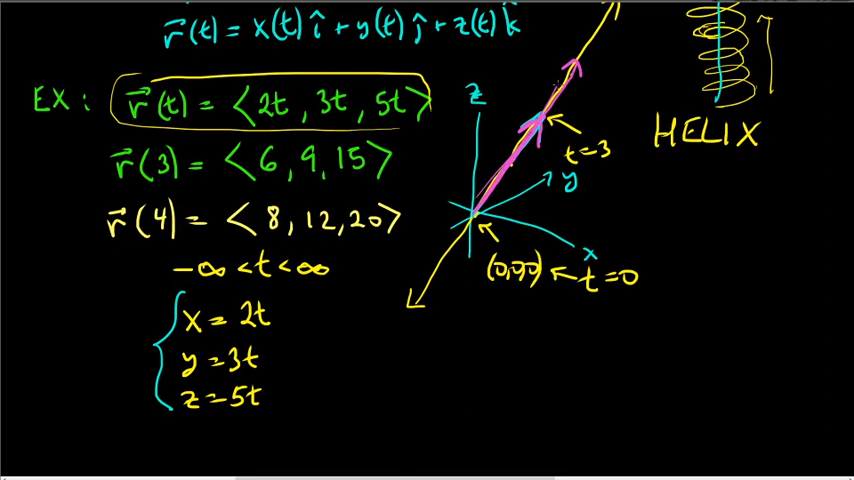 r⃗(t) = x(t) î + y(t) ĵ + z(t) k̂
EX: r⃗(t) = <2t, 3t, 5t>
r⃗(3) = <6, 9, 15>
r⃗(4) = <8, 12, 20>
-∞ < t < ∞
x = 2t
y = 3t
z = 5t
z
t=3
y
x
(0,0,0) ← t=0
HELIX